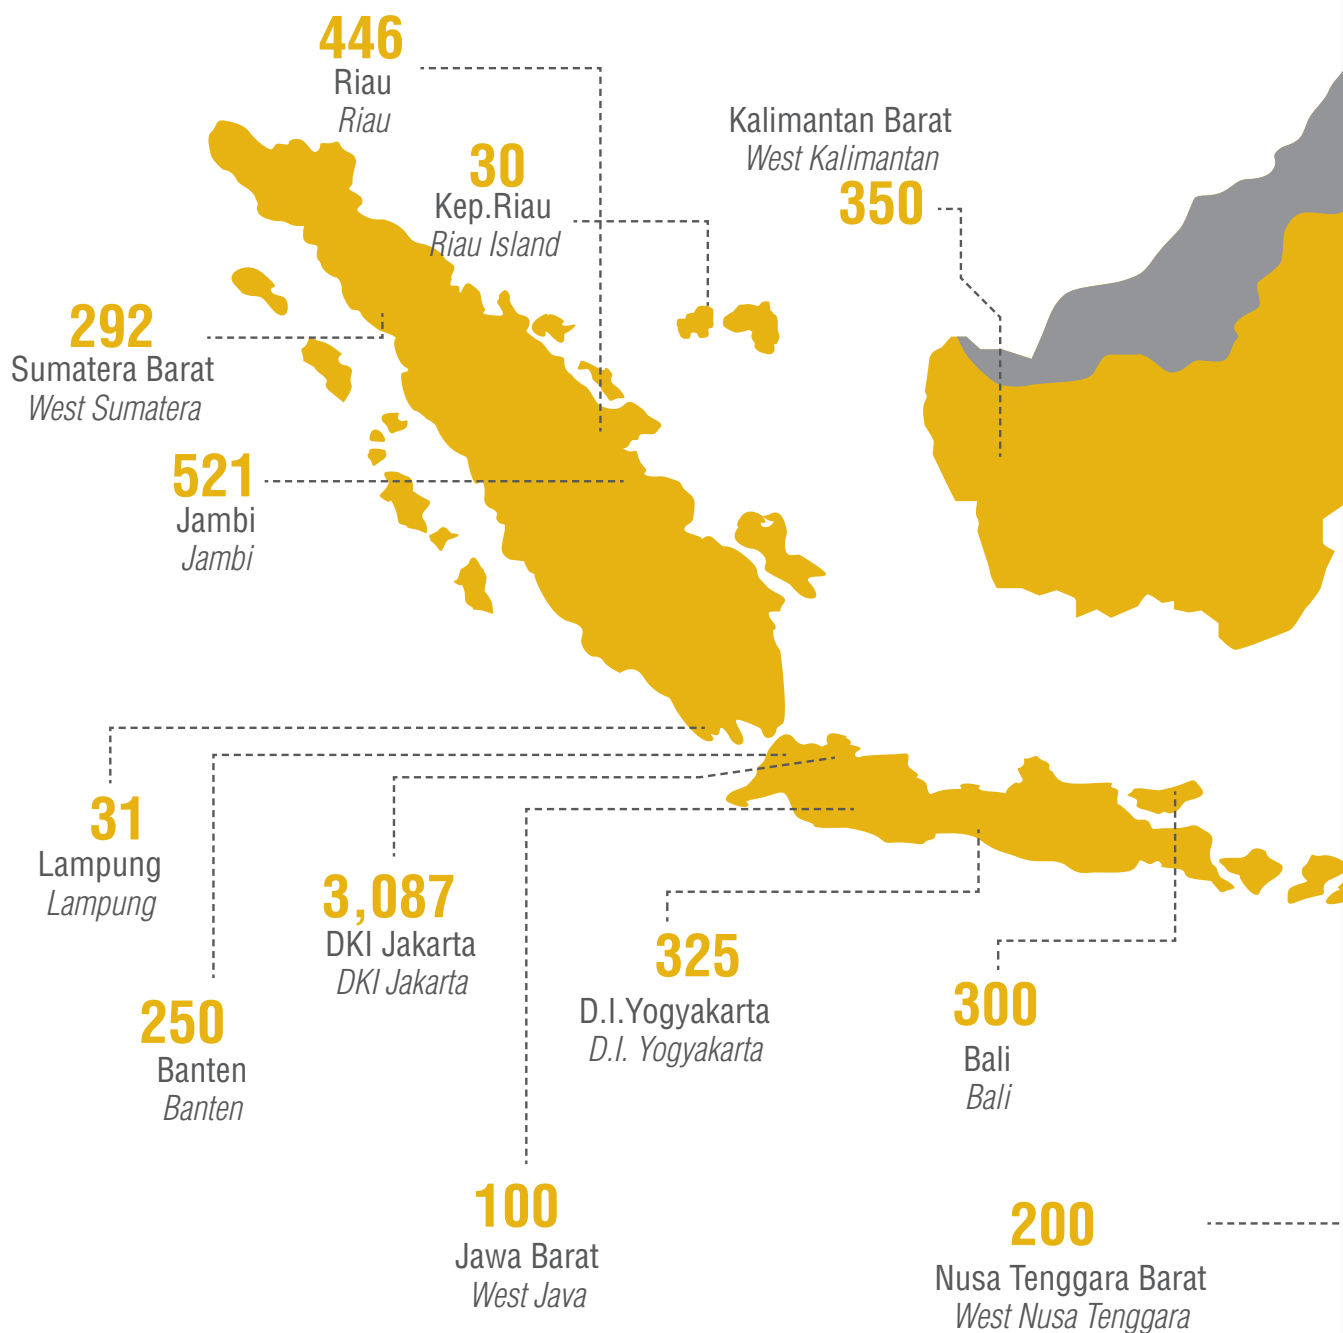 446
Riau
Riau
30
Kep.Riau
Riau Island
Kalimantan Barat
West Kalimantan
350
292
Sumatera Barat
West Sumatera
521
Jambi
Jambi
31
Lampung
Lampung
250
Banten
Banten
3,087
DKI Jakarta
DKI Jakarta
100
Jawa Barat
West Java
325
D.I.Yogyakarta
D.I. Yogyakarta
300
Bali
Bali
200
Nusa Tenggara Barat
West Nusa Tenggara